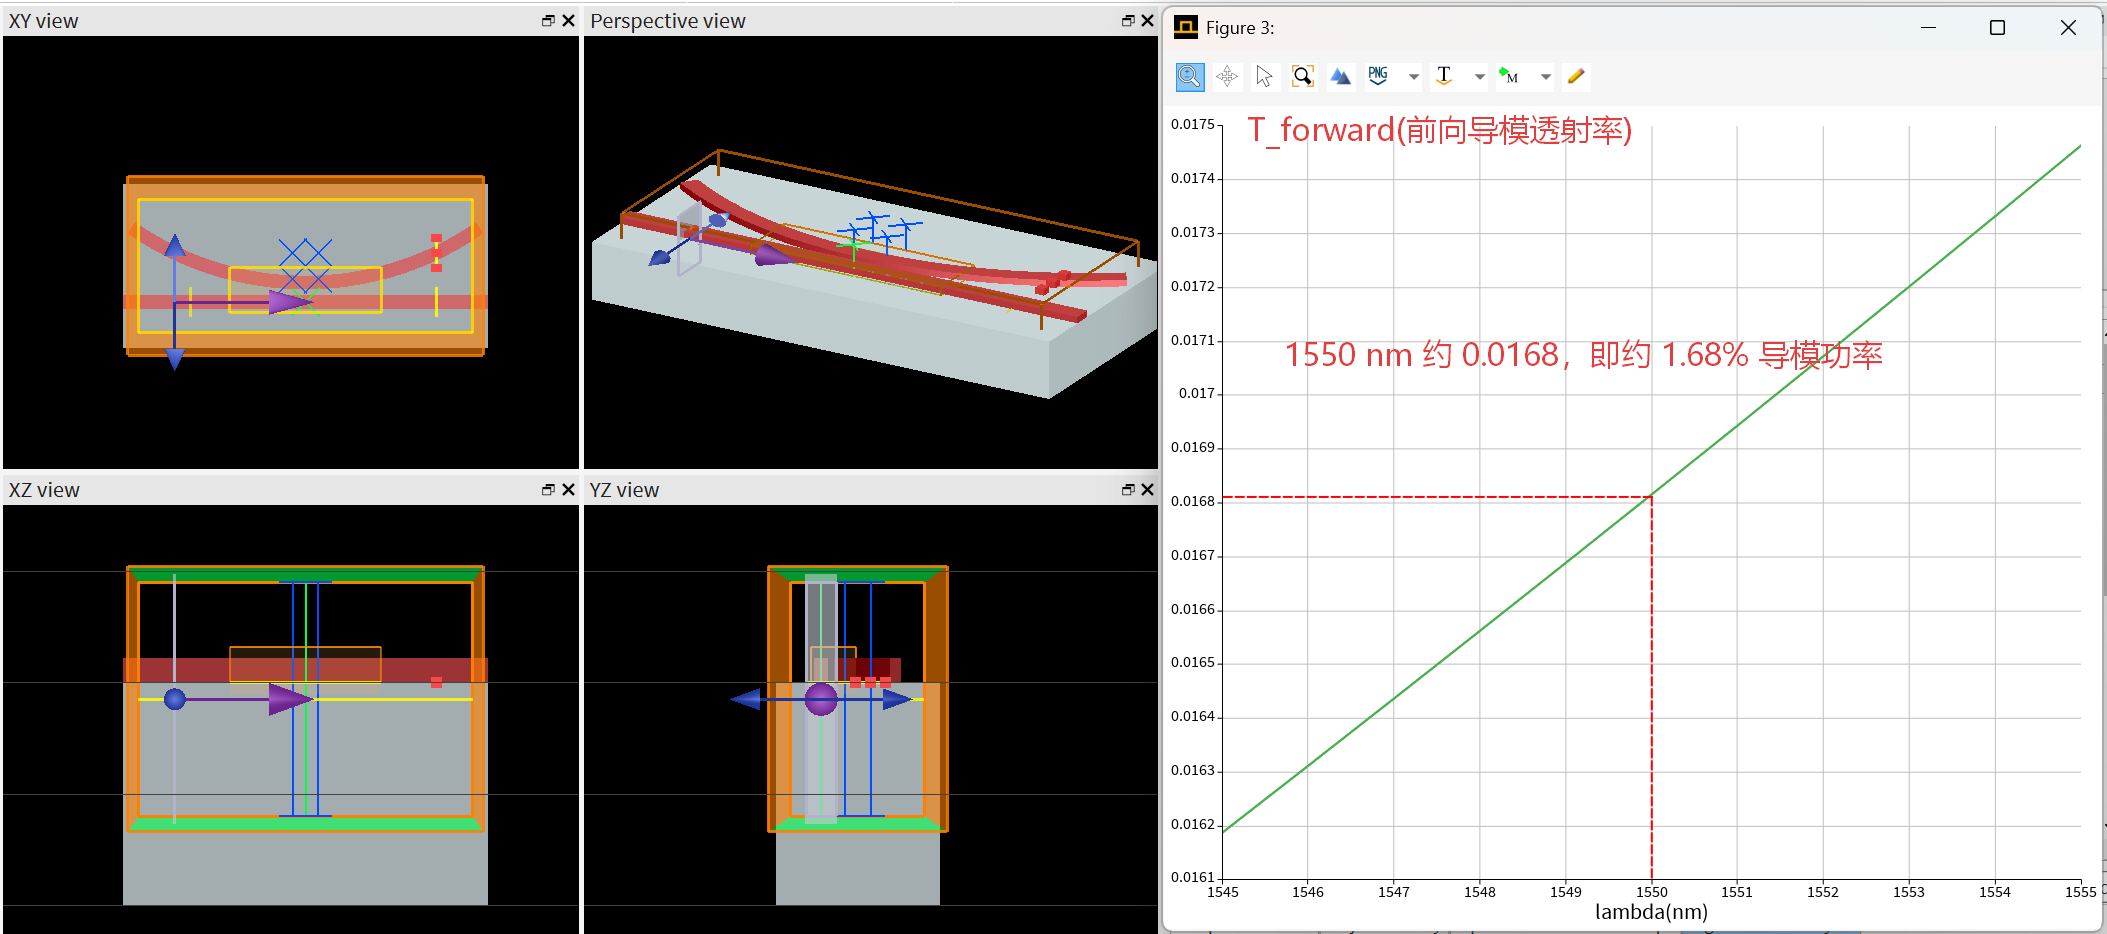 XY view
Perspective view
XZ view
YZ view
Figure 3:
PNG
T
M
T_forward(前向导模透射率)
1550 nm 约 0.0168，即约 1.68% 导模功率
0.0175
0.0174
0.0173
0.0172
0.0171
0.017
0.0169
0.0168
0.0167
0.0166
0.0165
0.0164
0.0163
0.0162
0.0161
1545
1546
1547
1548
1549
1550
1551
1552
1553
1554
1555
lambda(nm)